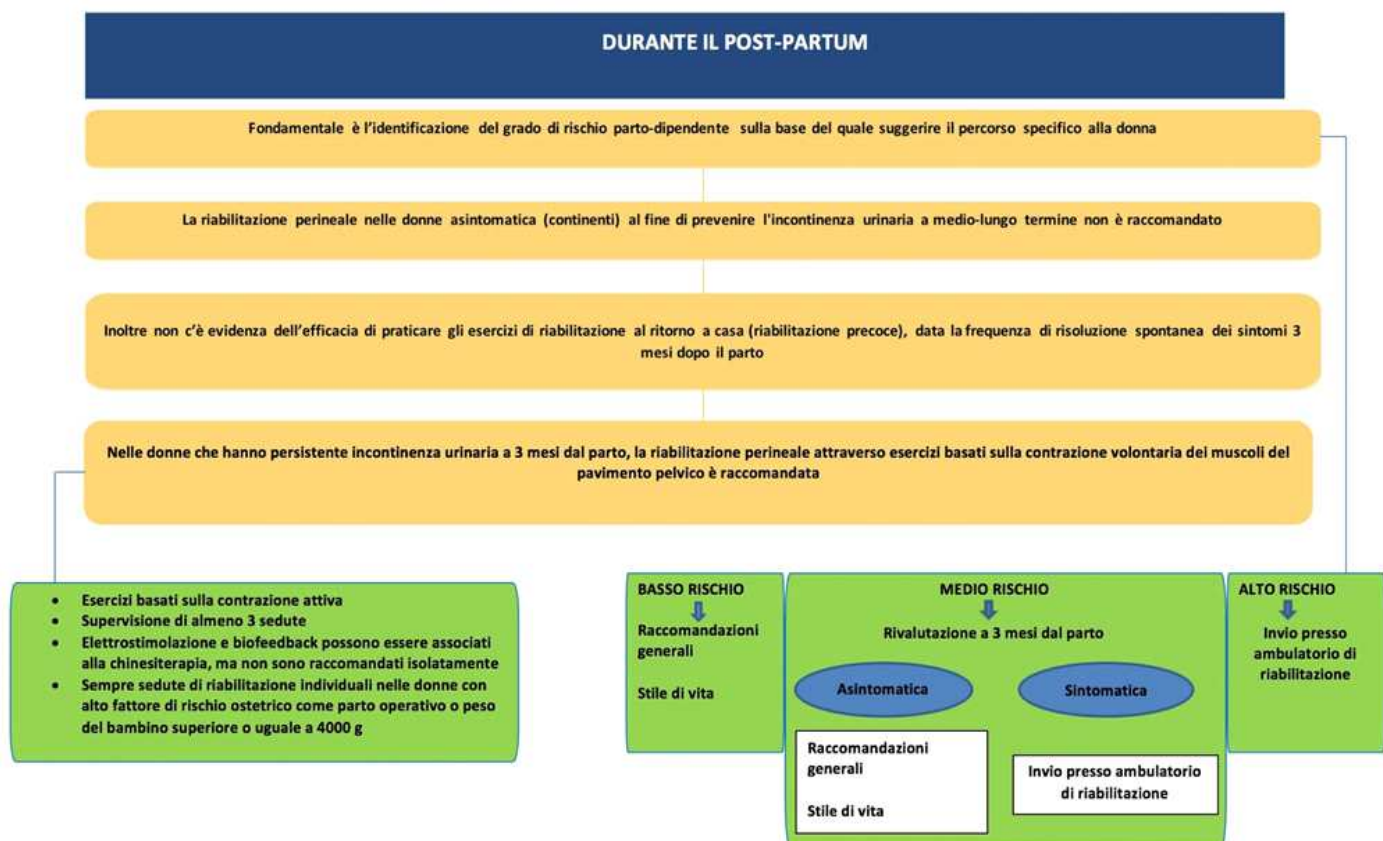 DURANTE IL POST-PARTUM
Fondamentale è l'identificazione del grado di rischio parto-dipendente sulla base del quale suggerire il percorso specifico alla donna
La riabilitazione perineale nelle donne asintomatica (continenti) al fine di prevenire l'incontinenza urinaria a medio-lungo termine non è raccomandato
Inoltre non c'è evidenza dell'efficacia di praticare gli esercizi di riabilitazione al ritorno a casa (riabilitazione precoce), data la frequenza di risoluzione spontanea dei sintomi 3
mesi dopo il parto
Nelle donne che hanno persistente incontinenza urinaria a 3 mesi dal parto, la riabilitazione perineale attraverso esercizi basati sulla contrazione volontaria dei muscoli del
pavimento pelvico è raccomandata
• Esercizi basati sulla contrazione attiva
• Supervisione di almeno 3 sedute
• Elettrostimolazione e biofeedback possono essere associati
alla chinesiterapia, ma non sono raccomandati isolatamente
• Sempre sedute di riabilitazione individuali nelle donne con
alto fattore di rischio ostetrico come parto operativo o peso
del bambino superiore o uguale a 4000 g
BASSO RISCHIO
Raccomandazioni
generali
Stile di vita
MEDIO RISCHIO
Rivalutazione a 3 mesi dal parto
Asintomatica
Raccomandazioni
generali
Stile di vita
Sintomatica
Invio presso ambulatorio
di riabilitazione
ALTO RISCHIO
Invio presso
ambulatorio di
riabilitazione